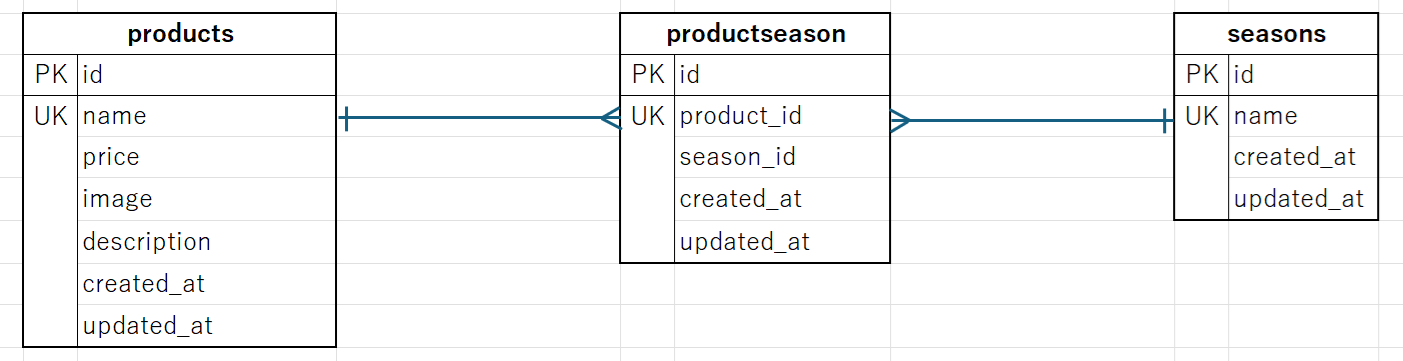 products
PK id
UK name
price
image
description
created_at
updated_at
productseason
PK id
UK product_id
season_id
created_at
updated_at
seasons
PK id
UK name
created_at
updated_at